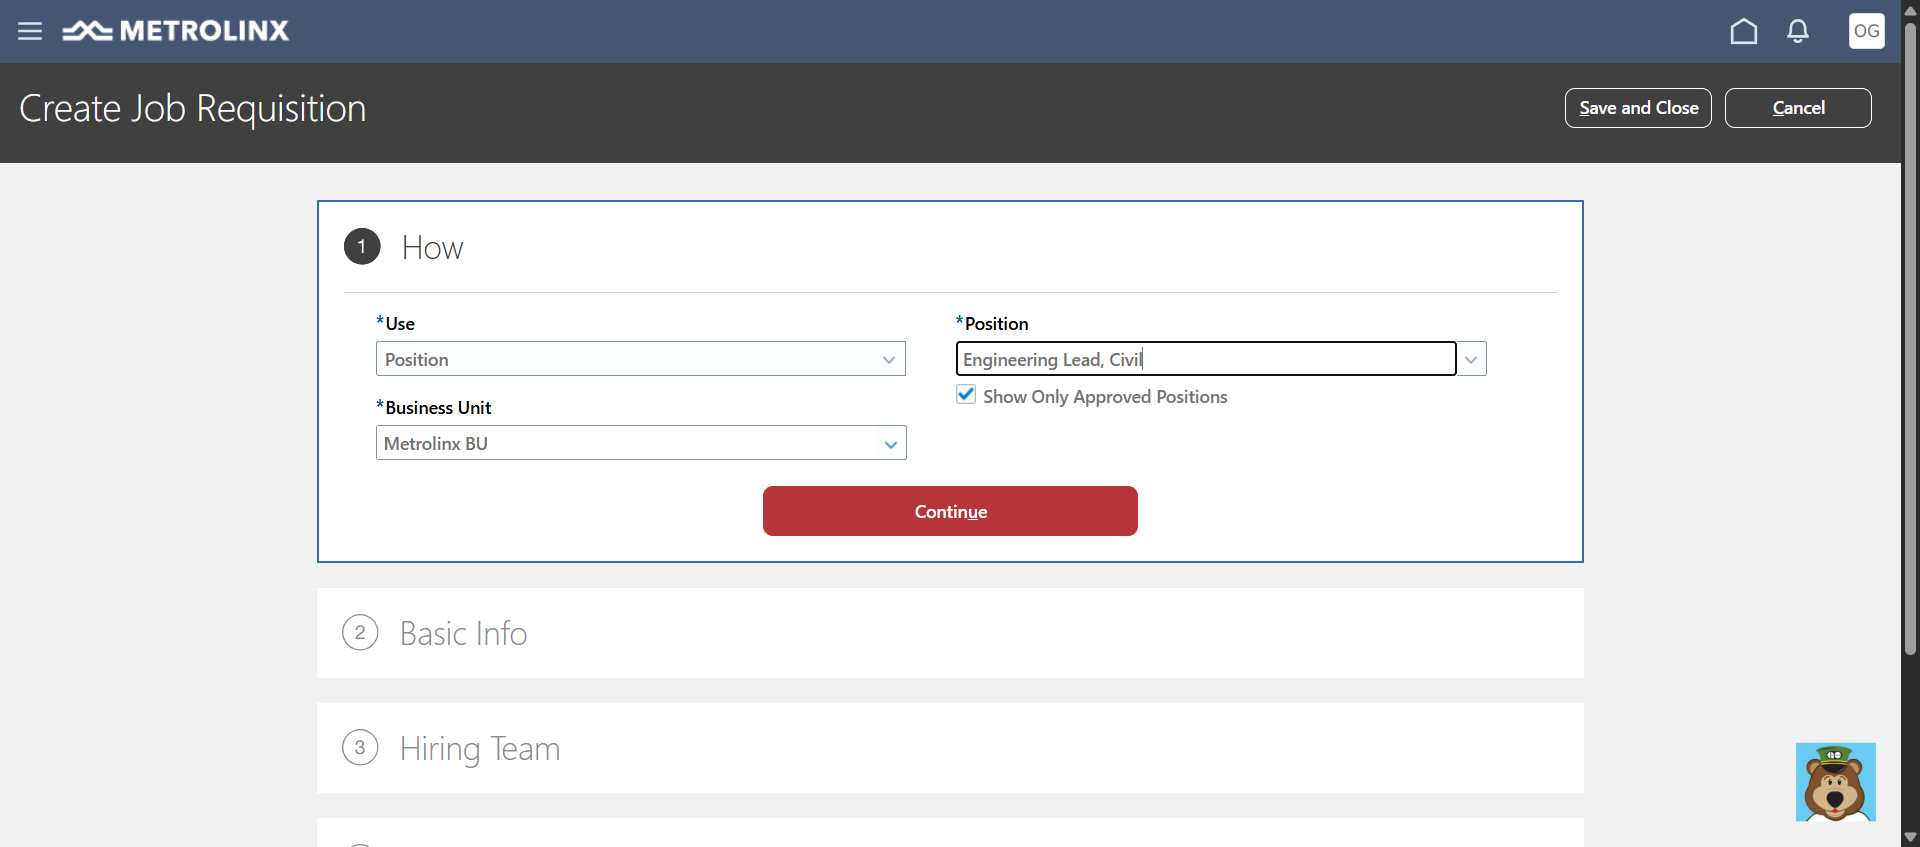 METROLINX
OG
Create Job Requisition
Save and Close
Cancel
1 How
*Use
Position
*Position
Engineering Lead, Civil
Show Only Approved Positions
*Business Unit
Metrolinx BU
Continue
2 Basic Info
3 Hiring Team